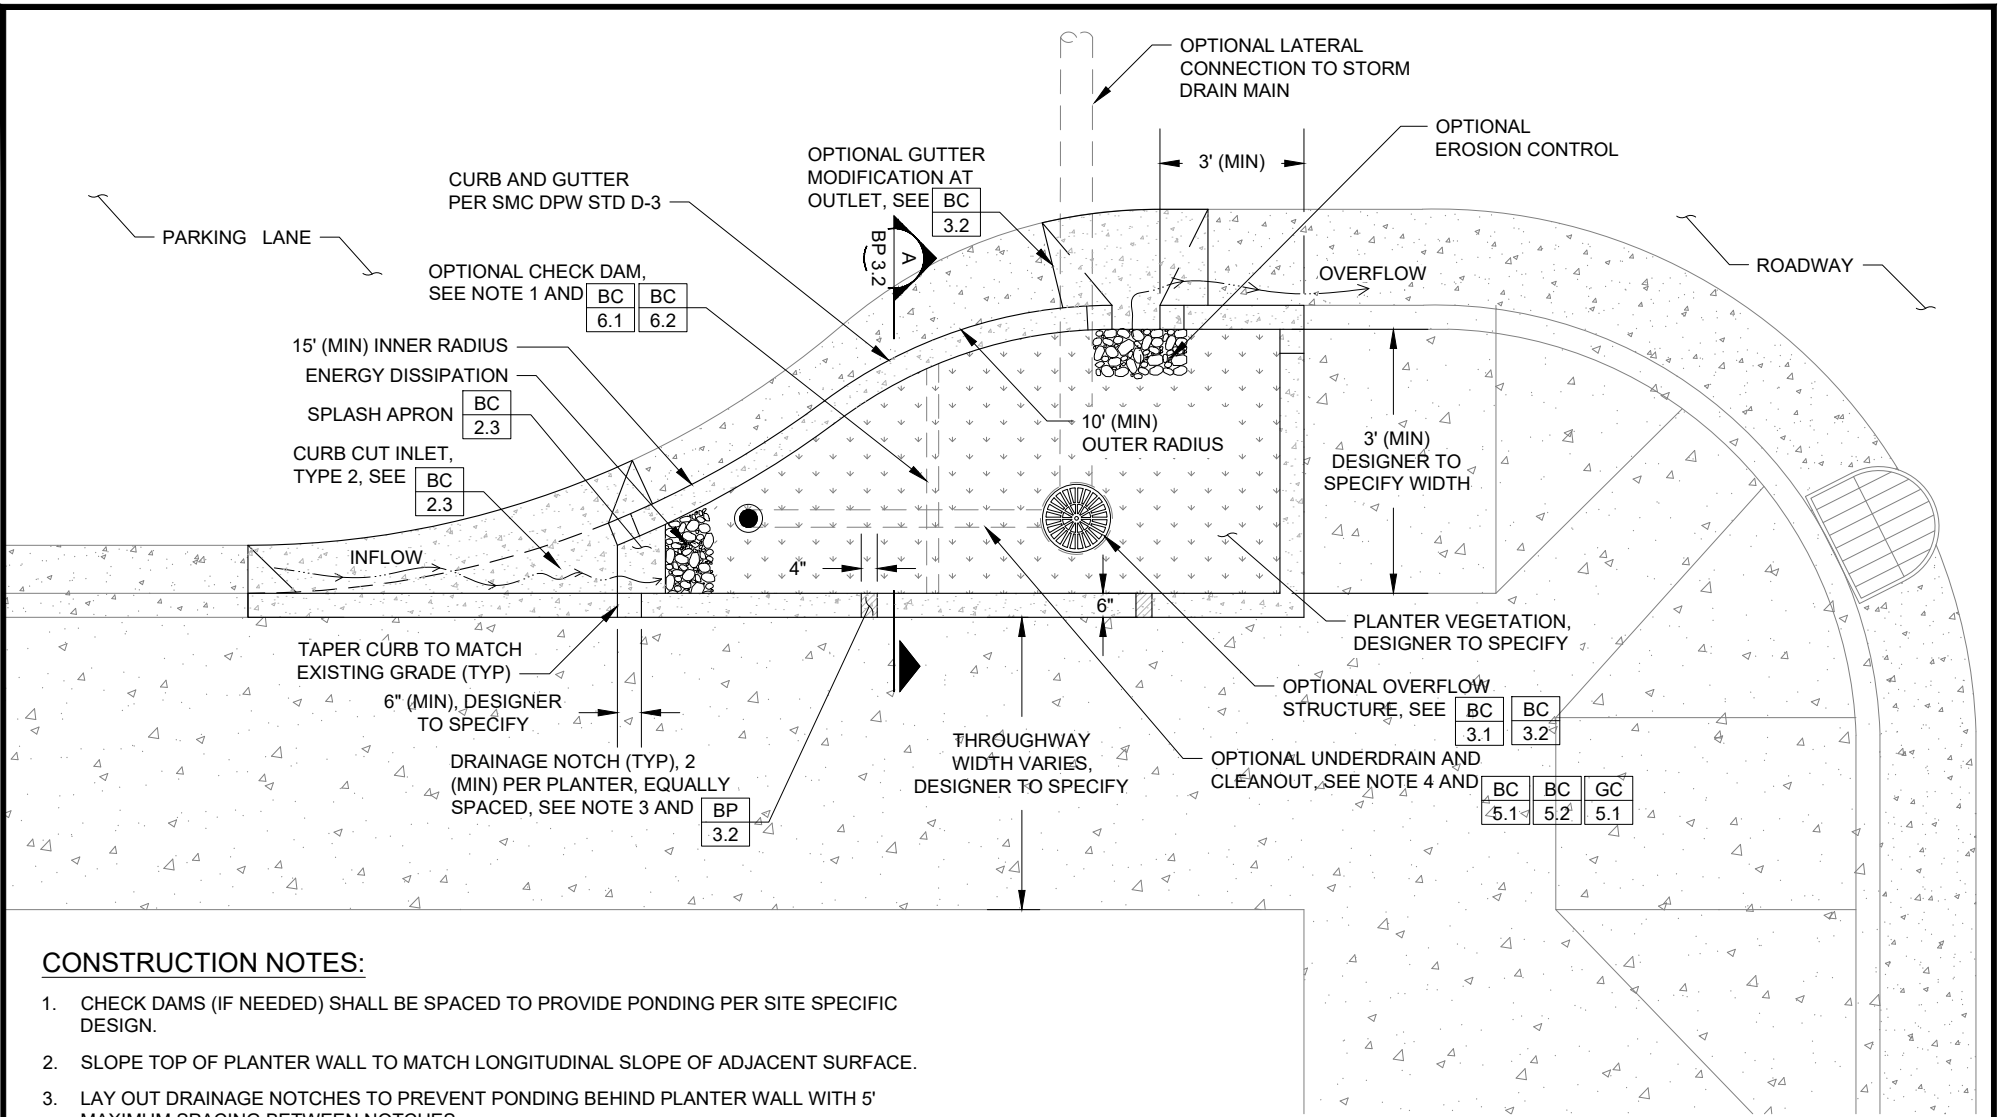 OPTIONAL LATERAL
CONNECTION TO STORM
DRAIN MAIN
OPTIONAL
EROSION CONTROL
3' (MIN)
OPTIONAL GUTTER
MODIFICATION AT
OUTLET, SEE BC
3.2
CURB AND GUTTER
PER SMC DPW STD D-3
PARKING LANE
A
BP3.2
ROADWAY
OVERFLOW
OPTIONAL CHECK DAM,
SEE NOTE 1 AND BC BC
6.1 6.2
15' (MIN) INNER RADIUS
ENERGY DISSIPATION
SPLASH APRON BC
2.3
CURB CUT INLET,
TYPE 2, SEE BC
2.3
10' (MIN)
OUTER RADIUS
3' (MIN)
DESIGNER TO
SPECIFY WIDTH
INFLOW
4"
6"
PLANTER VEGETATION,
DESIGNER TO SPECIFY
TAPER CURB TO MATCH
EXISTING GRADE (TYP)
6" (MIN), DESIGNER
TO SPECIFY
OPTIONAL OVERFLOW
STRUCTURE, SEE BC BC
3.1 3.2
THROUGHWAY
WIDTH VARIES,
DESIGNER TO SPECIFY
DRAINAGE NOTCH (TYP), 2
(MIN) PER PLANTER, EQUALLY
SPACED, SEE NOTE 3 AND BP
3.2
OPTIONAL UNDERDRAIN AND
CLEANOUT, SEE NOTE 4 AND BC BC GC
5.1 5.2 5.1
CONSTRUCTION NOTES:
1. CHECK DAMS (IF NEEDED) SHALL BE SPACED TO PROVIDE PONDING PER SITE SPECIFIC
DESIGN.
2. SLOPE TOP OF PLANTER WALL TO MATCH LONGITUDINAL SLOPE OF ADJACENT SURFACE.
3. LAY OUT DRAINAGE NOTCHES TO PREVENT PONDING BEHIND PLANTER WALL WITH 5'
MAXIMUM SPACING BETWEEN NOTCHES